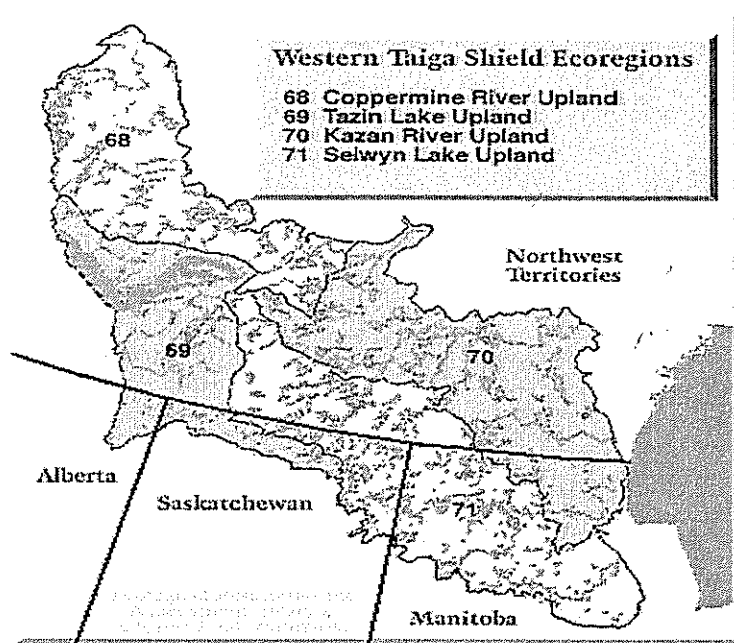 Western Taiga Shield Ecoregions
68 Coppermine River Upland
69 Tazin Lake Upland
70 Kazan River Upland
71 Selwyn Lake Upland
68
Northwest
Territories
69
70
Alberta
Saskatchewan
71
Manitoba